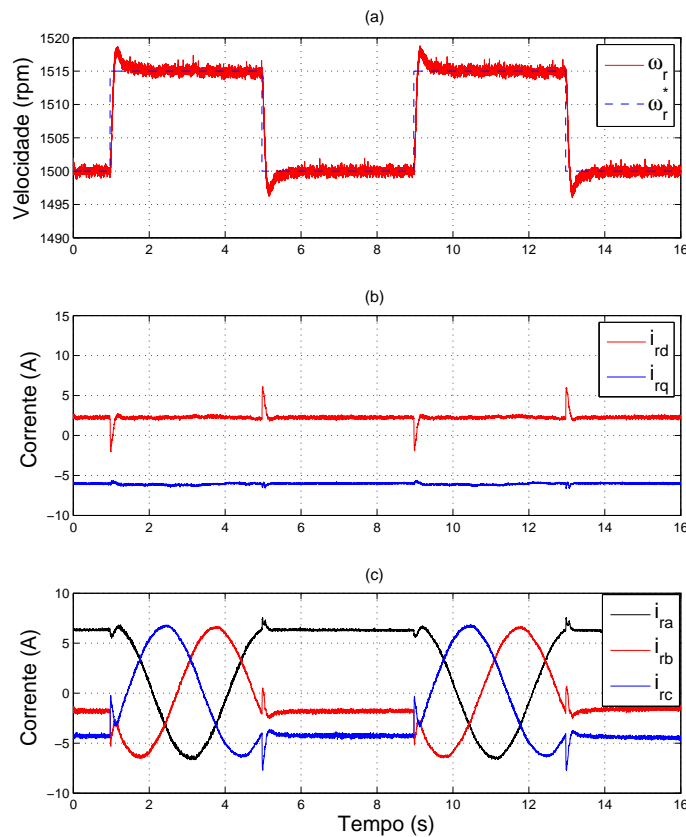 (a)
Velocidade (rpm)
1520
1515
1510
1505
1500
1495
1490
0 2 4 6 8 10 12 14 16
ω_r
ω_r^*
(b)
Corrente (A)
15
10
5
0
−5
−10
0 2 4 6 8 10 12 14 16
i_rd
i_rq
(c)
Corrente (A)
10
5
0
−5
−10
0 2 4 6 8 10 12 14 16
i_ra
i_rb
i_rc
Tempo (s)